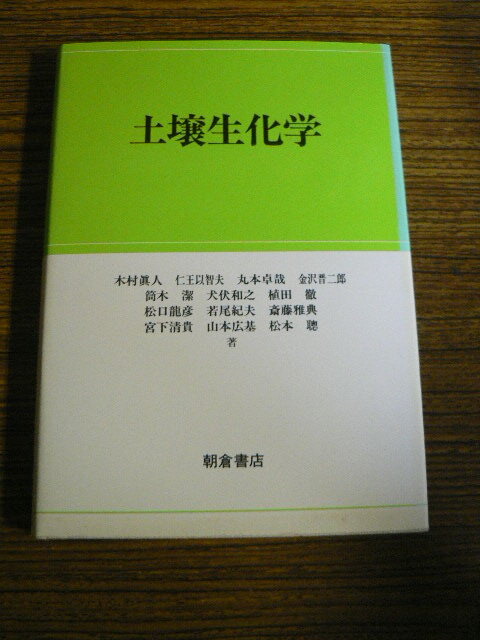 土壌生化学
木村眞人 仁王以智夫 丸本卓哉 金沢晋二郎
筒木 潔 犬伏和之 植田 徹
松口龍彦 若尾紀夫 斎藤雅典
宮下清貴 山本広基 松本 聰
著
朝倉書店